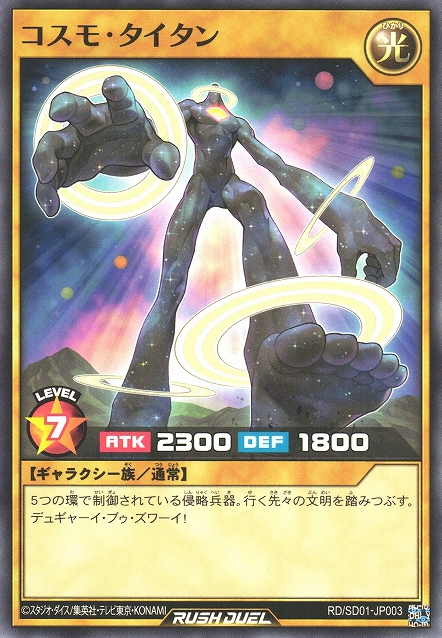 コスモ・タイタン
ひかり
光
LEVEL
7
ATK 2300 DEF 1800
【ギャラクシー族／通常】
5つの環で制御されている侵略兵器。行く先々の文明を踏みつぶす。
デュギャーイ・ブゥ・ズワーイ!
©スタジオ・ダイス/集英社・テレビ東京・KONAMI
RUSH DUEL
RD/SD01-JP003